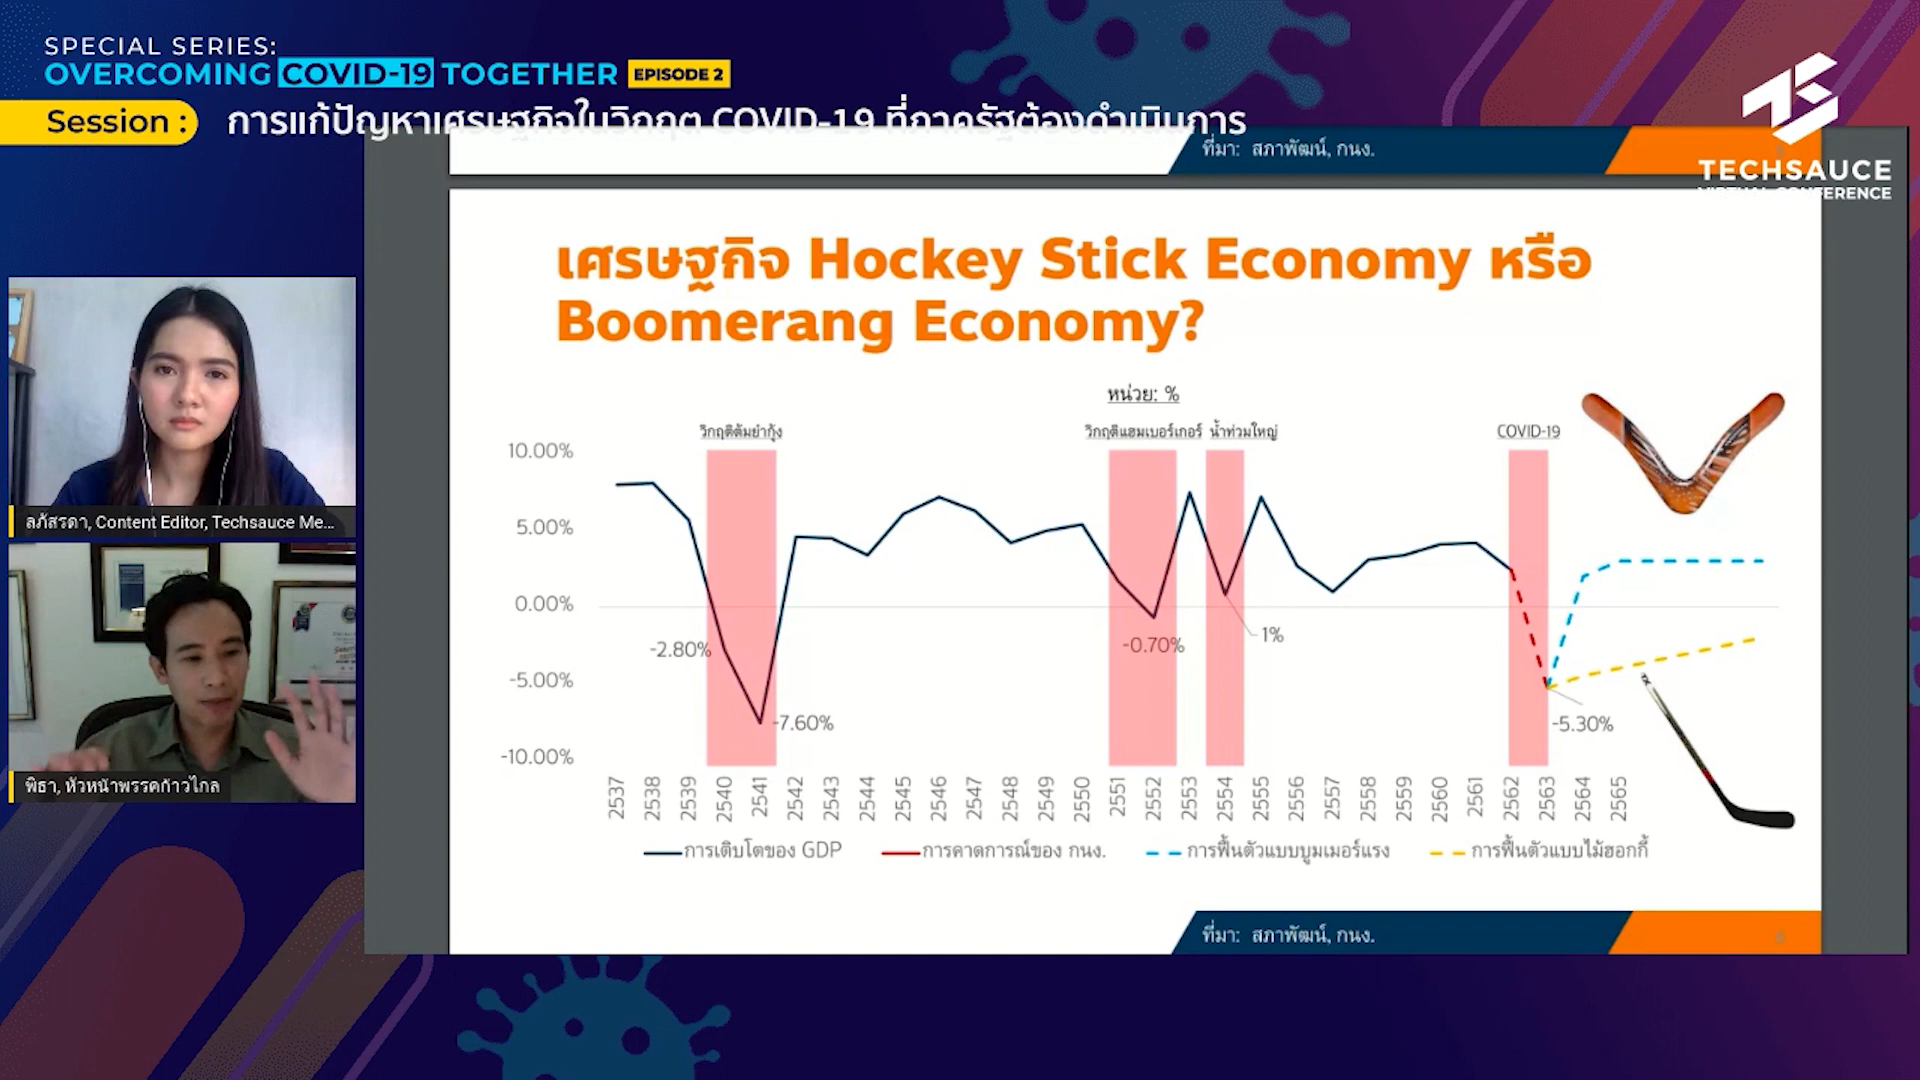 SPECIAL SERIES:
OVERCOMING COVID-19 TOGETHER EPISODE 2
Session : การแก้ปัญหาเศรษฐกิจในวิกฤต COVID-19 ที่ภาครัฐต้องดำเนินการ
TECHSAUCE
VIRTUAL CONFERENCE
ที่มา: สภาพัฒน์, กนง.
เศรษฐกิจ Hockey Stick Economy หรือ
Boomerang Economy?
หน่วย: %
วิกฤติต้มยำกุ้ง วิกฤติแฮมเบอร์เกอร์ น้ำท่วมใหญ่ COVID-19
10.00%
5.00%
0.00%
-5.00%
-10.00%
-2.80%
-7.60%
-0.70%
1%
-5.30%
2537 2538 2539 2540 2541 2542 2543 2544 2545 2546 2547 2548 2549 2550 2551 2552 2553 2554 2555 2556 2557 2558 2559 2560 2561 2562 2563 2564 2565
การเติบโตของ GDP การคาดการณ์ของ กนง. การฟื้นตัวแบบบูมเมอร์แรง การฟื้นตัวแบบไม้ฮอกกี้
ที่มา: สภาพัฒน์, กนง.
ลภัสรดา, Content Editor, Techsauce Me...
พิธา, หัวหน้าพรรคก้าวไกล